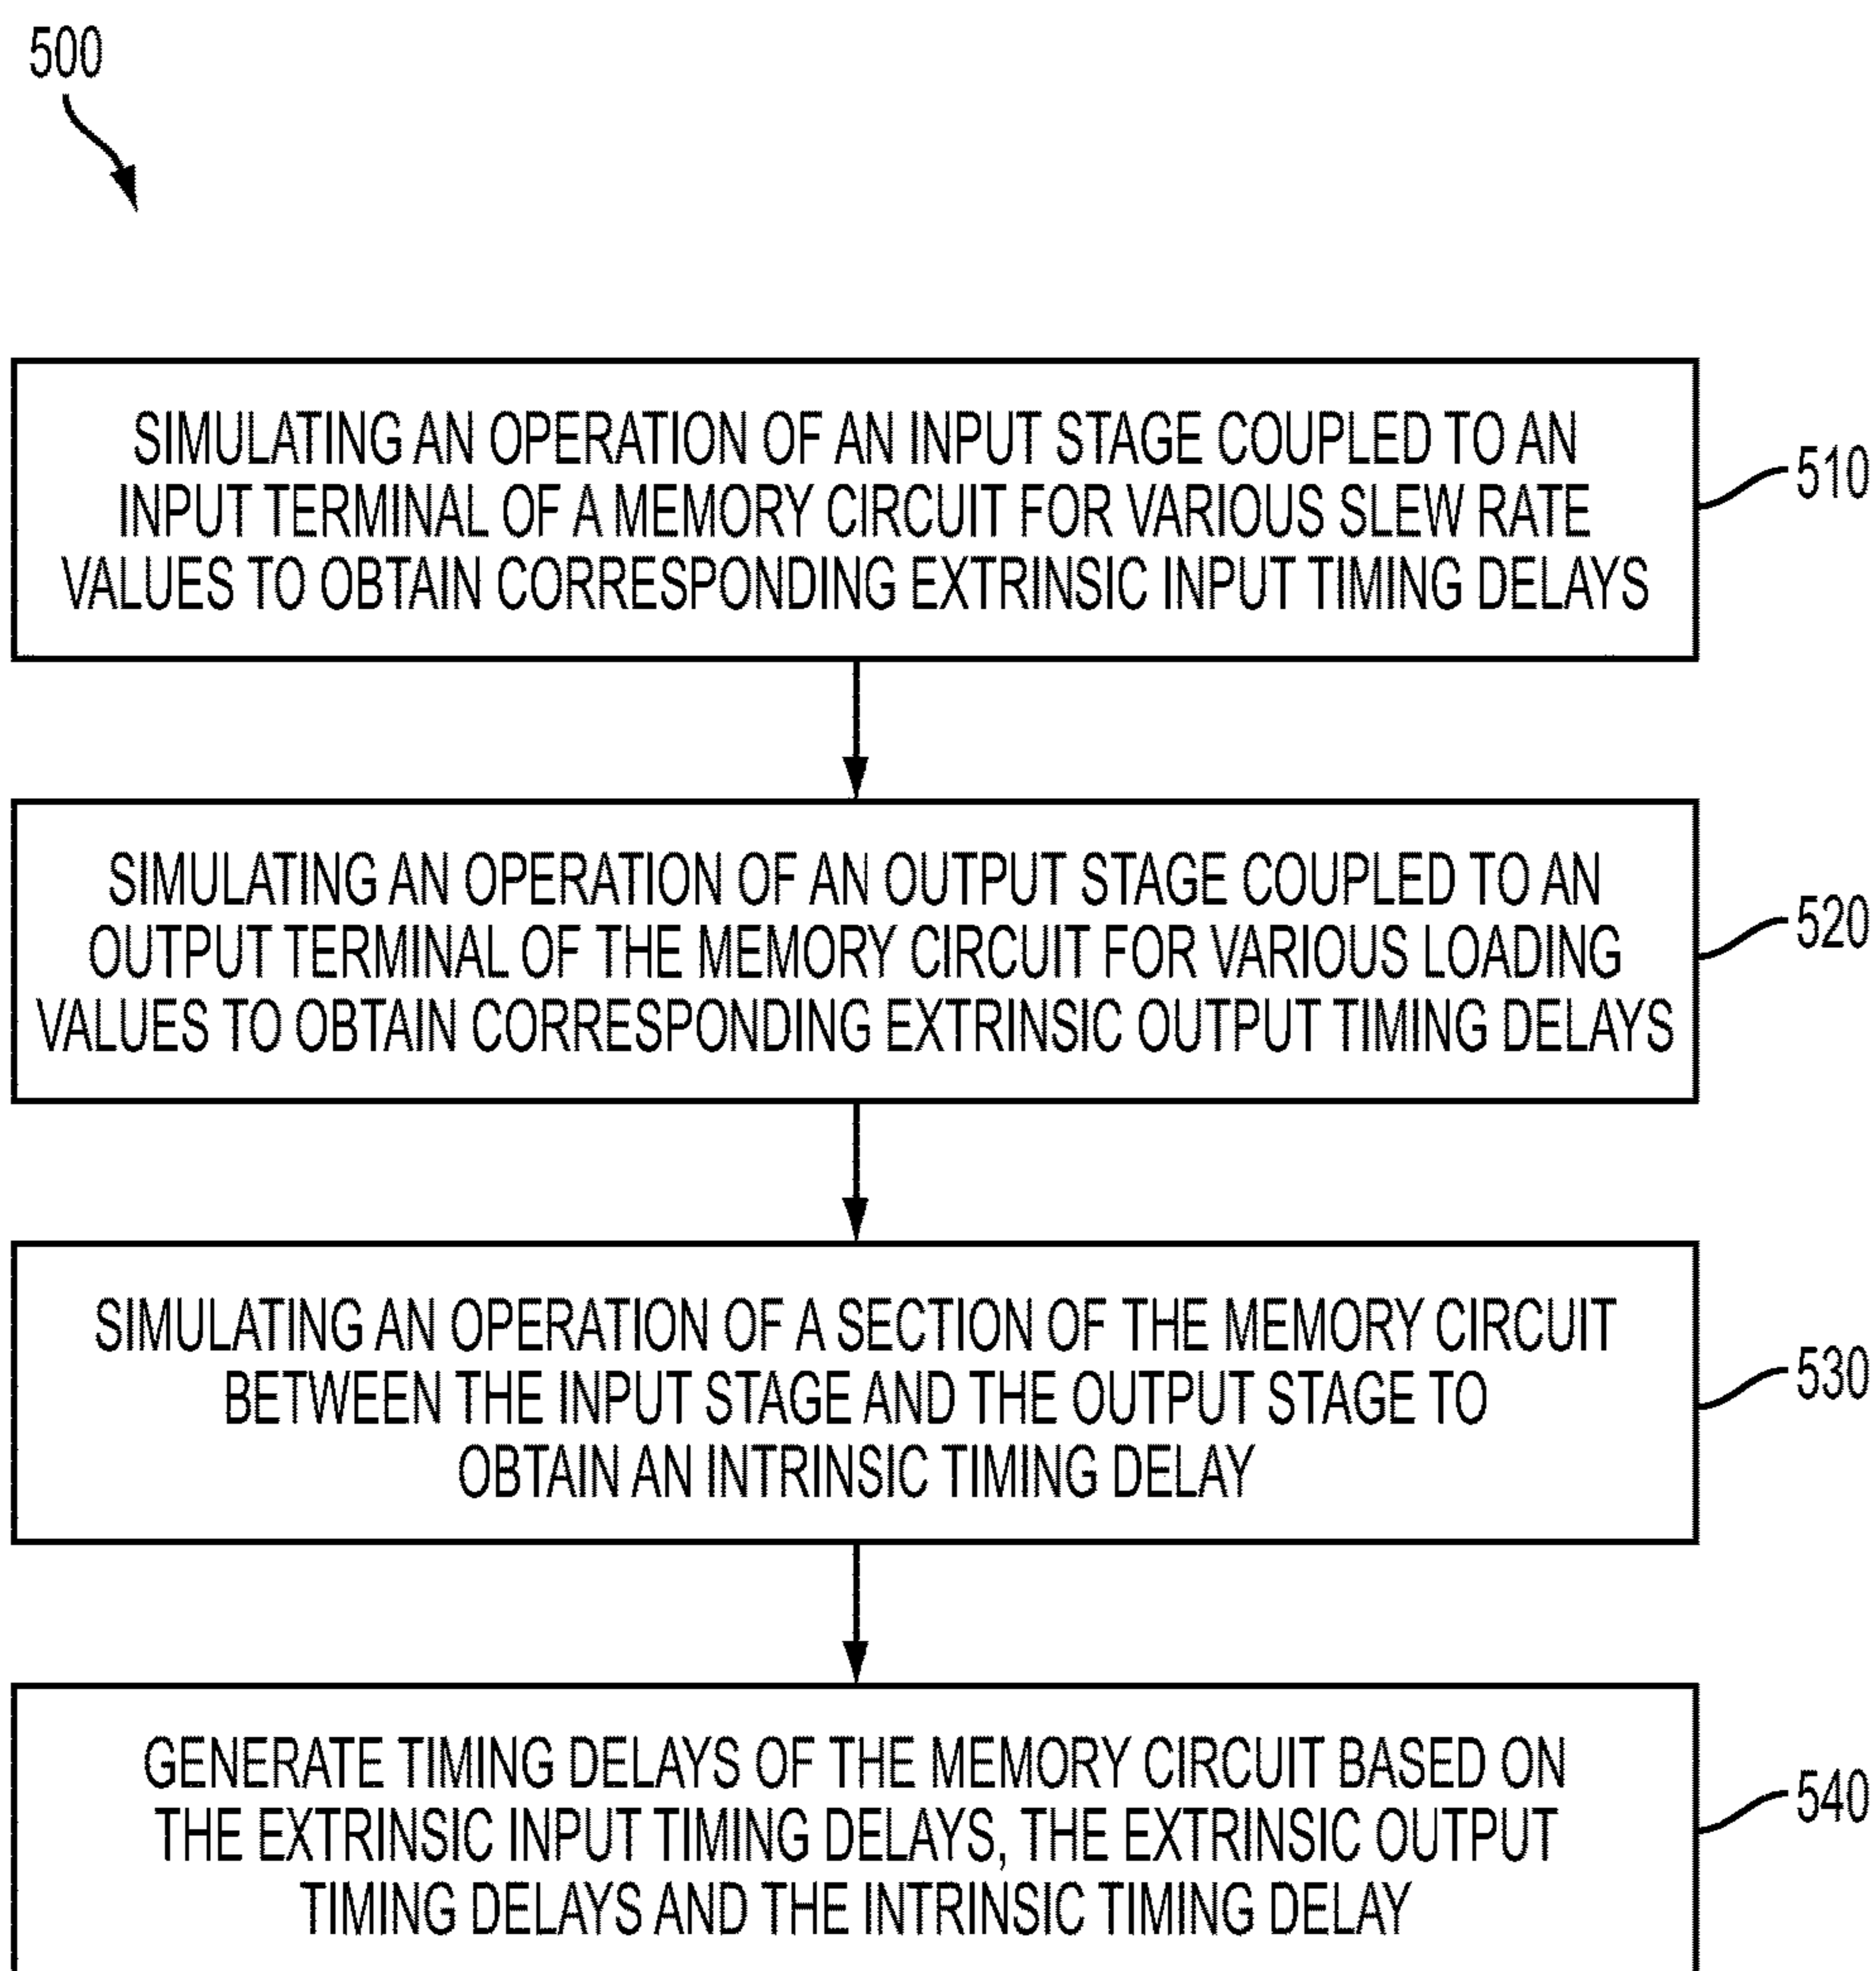 500
SIMULATING AN OPERATION OF AN INPUT STAGE COUPLED TO AN
INPUT TERMINAL OF A MEMORY CIRCUIT FOR VARIOUS SLEW RATE
VALUES TO OBTAIN CORRESPONDING EXTRINSIC INPUT TIMING DELAYS
510
SIMULATING AN OPERATION OF AN OUTPUT STAGE COUPLED TO AN
OUTPUT TERMINAL OF THE MEMORY CIRCUIT FOR VARIOUS LOADING
VALUES TO OBTAIN CORRESPONDING EXTRINSIC OUTPUT TIMING DELAYS
520
SIMULATING AN OPERATION OF A SECTION OF THE MEMORY CIRCUIT
BETWEEN THE INPUT STAGE AND THE OUTPUT STAGE TO
OBTAIN AN INTRINSIC TIMING DELAY
530
GENERATE TIMING DELAYS OF THE MEMORY CIRCUIT BASED ON
THE EXTRINSIC INPUT TIMING DELAYS, THE EXTRINSIC OUTPUT
TIMING DELAYS AND THE INTRINSIC TIMING DELAY
540